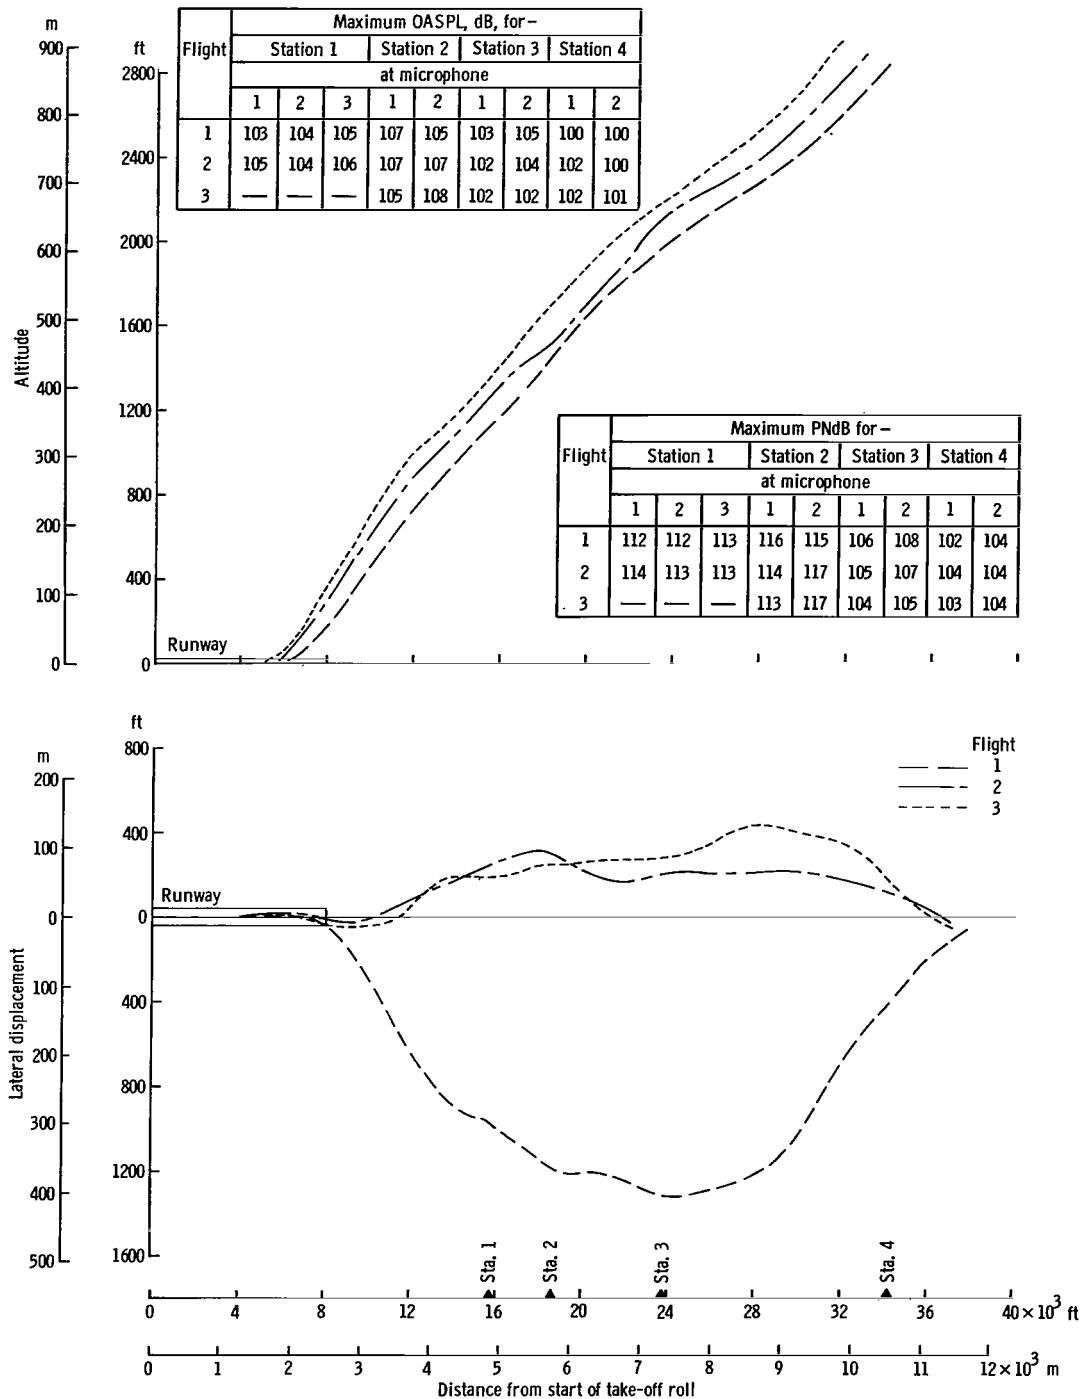 Maximum OASPL, dB, for–
Flight Station 1 Station 2 Station 3 Station 4
at microphone
1 2 3 1 2 1 2 1 2
1 103 104 105 107 105 103 105 100 100
2 105 104 106 107 107 102 104 102 100
3 — — — 105 108 102 102 102 101
m
900
800
700
600
500
400
300
200
100
0
ft
2800
2400
2000
1600
1200
800
400
0
Altitude
Runway
Maximum PNdB for–
Flight Station 1 Station 2 Station 3 Station 4
at microphone
1 2 3 1 2 1 2 1 2
1 112 112 113 116 115 106 108 102 104
2 114 113 113 114 117 105 107 104 104
3 — — — 113 117 104 105 103 104
m
200
100
0
100
200
300
400
500
ft
800
400
0
400
800
1200
1600
Lateral displacement
Runway
Flight
1
2
3
Sta. 1
Sta. 2
Sta. 3
Sta. 4
0 4 8 12 16 20 24 28 32 36 40 × 10³ ft
0 1 2 3 4 5 6 7 8 9 10 11 12 × 10³ m
Distance from start of take-off roll